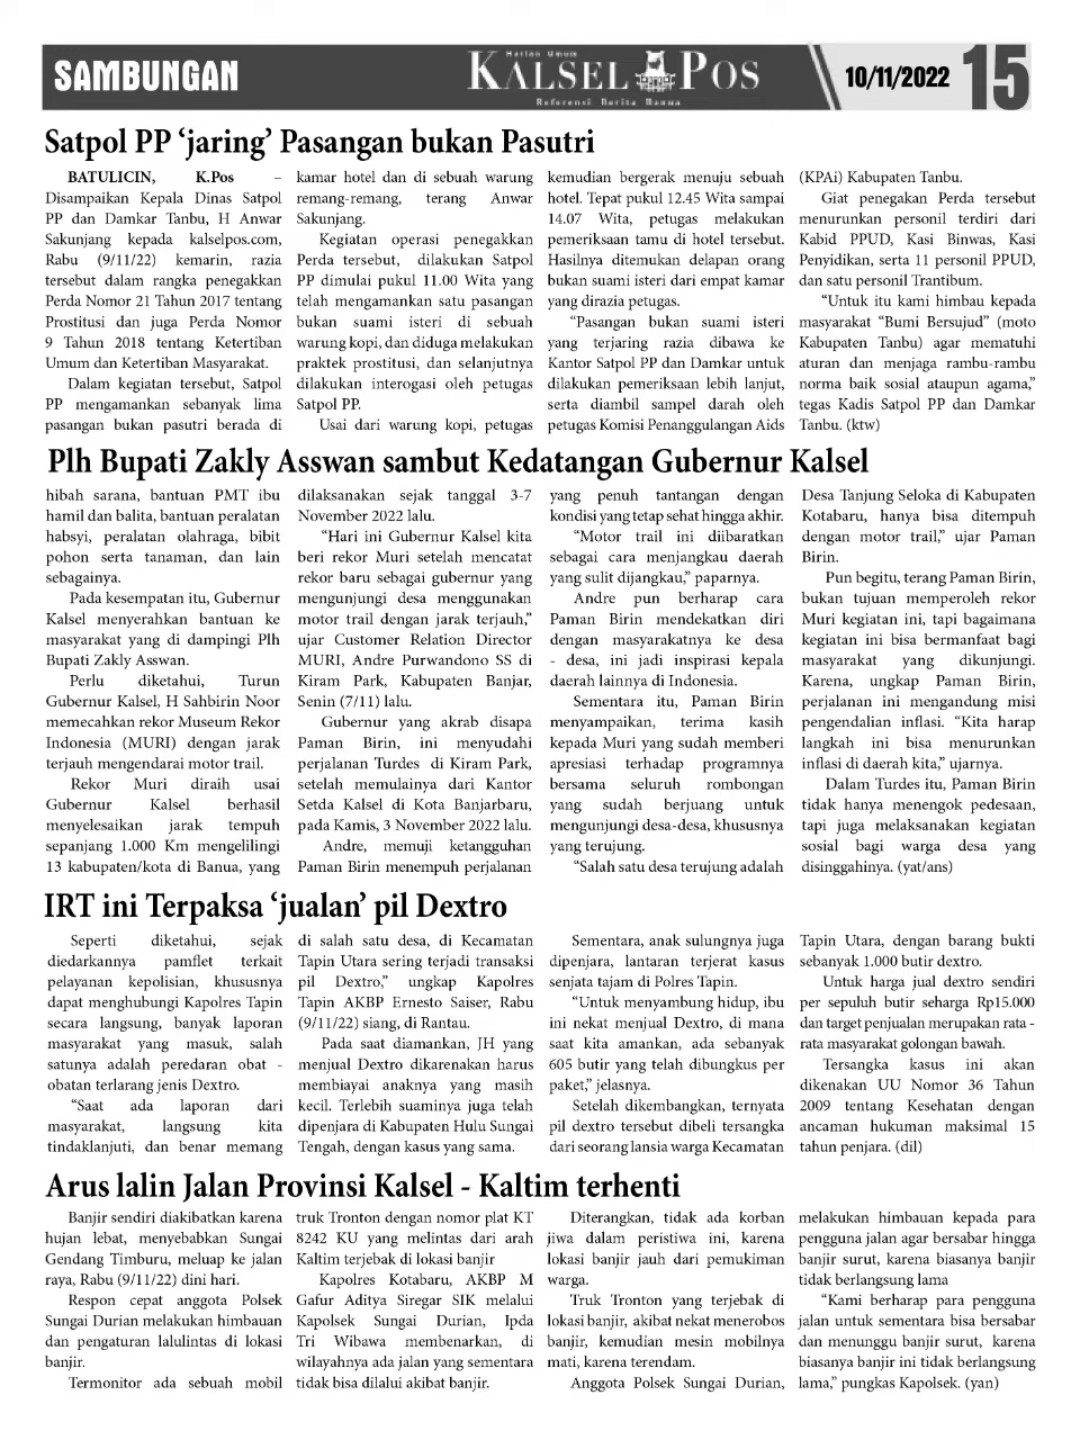 SAMBUNGAN
Harian Umum
KALSEL POS
Referensi Berita Banua
10/11/2022
15
Satpol PP ‘jaring’ Pasangan bukan Pasutri
BATULICIN, K.Pos –
Disampaikan Kepala Dinas Satpol
PP dan Damkar Tanbu, H Anwar
Sakunjang kepada kalselpos.com,
Rabu (9/11/22) kemarin, razia
tersebut dalam rangka penegakkan
Perda Nomor 21 Tahun 2017 tentang
Prostitusi dan juga Perda Nomor
9 Tahun 2018 tentang Ketertiban
Umum dan Ketertiban Masyarakat.
Dalam kegiatan tersebut, Satpol
PP mengamankan sebanyak lima
pasangan bukan pasutri berada di
kamar hotel dan di sebuah warung
remang-remang, terang Anwar
Sakunjang.
Kegiatan operasi penegakkan
Perda tersebut, dilakukan Satpol
PP dimulai pukul 11.00 Wita yang
telah mengamankan satu pasangan
bukan suami isteri di sebuah
warung kopi, dan diduga melakukan
praktek prostitusi, dan selanjutnya
dilakukan interogasi oleh petugas
Satpol PP.
Usai dari warung kopi, petugas
kemudian bergerak menuju sebuah
hotel. Tepat pukul 12.45 Wita sampai
14.07 Wita, petugas melakukan
pemeriksaan tamu di hotel tersebut.
Hasilnya ditemukan delapan orang
bukan suami isteri dari empat kamar
yang dirazia petugas.
“Pasangan bukan suami isteri
yang terjaring razia dibawa ke
Kantor Satpol PP dan Damkar untuk
dilakukan pemeriksaan lebih lanjut,
serta diambil sampel darah oleh
petugas Komisi Penanggulangan Aids
(KPAi) Kabupaten Tanbu.
Giat penegakan Perda tersebut
menurunkan personil terdiri dari
Kabid PPUD, Kasi Binwas, Kasi
Penyidikan, serta 11 personil PPUD,
dan satu personil Trantibum.
“Untuk itu kami himbau kepada
masyarakat “Bumi Bersujud” (moto
Kabupaten Tanbu) agar mematuhi
aturan dan menjaga rambu-rambu
norma baik sosial ataupun agama,”
tegas Kadis Satpol PP dan Damkar
Tanbu. (ktw)
Plh Bupati Zakly Asswan sambut Kedatangan Gubernur Kalsel
hibah sarana, bantuan PMT ibu
hamil dan balita, bantuan peralatan
habsyi, peralatan olahraga, bibit
pohon serta tanaman, dan lain
sebagainya.
Pada kesempatan itu, Gubernur
Kalsel menyerahkan bantuan ke
masyarakat yang di dampingi Plh
Bupati Zakly Asswan.
Perlu diketahui, Turun
Gubernur Kalsel, H Sahbirin Noor
memecahkan rekor Museum Rekor
Indonesia (MURI) dengan jarak
terjauh mengendarai motor trail.
Rekor Muri diraih usai
Gubernur Kalsel berhasil
menyelesaikan jarak tempuh
sepanjang 1.000 Km mengelilingi
13 kabupaten/kota di Banua, yang
dilaksanakan sejak tanggal 3-7
November 2022 lalu.
“Hari ini Gubernur Kalsel kita
beri rekor Muri setelah mencatat
rekor baru sebagai gubernur yang
mengunjungi desa menggunakan
motor trail dengan jarak terjauh,”
ujar Customer Relation Director
MURI, Andre Purwandono SS di
Kiram Park, Kabupaten Banjar,
Senin (7/11) lalu.
Gubernur yang akrab disapa
Paman Birin, ini menyudahi
perjalanan Turdes di Kiram Park,
setelah memulainya dari Kantor
Setda Kalsel di Kota Banjarbaru,
pada Kamis, 3 November 2022 lalu.
Andre, memuji ketangguhan
Paman Birin menempuh perjalanan
yang penuh tantangan dengan
kondisi yang tetap sehat hingga akhir.
“Motor trail ini diibaratkan
sebagai cara menjangkau daerah
yang sulit dijangkau,” paparnya.
Andre pun berharap cara
Paman Birin mendekatkan diri
dengan masyarakatnya ke desa
- desa, ini jadi inspirasi kepala
daerah lainnya di Indonesia.
Sementara itu, Paman Birin
menyampaikan, terima kasih
kepada Muri yang sudah memberi
apresiasi terhadap programnya
bersama seluruh rombongan
yang sudah berjuang untuk
mengunjungi desa-desa, khususnya
yang terujung.
“Salah satu desa terujung adalah
Desa Tanjung Seloka di Kabupaten
Kotabaru, hanya bisa ditempuh
dengan motor trail,” ujar Paman
Birin.
Pun begitu, terang Paman Birin,
bukan tujuan memperoleh rekor
Muri kegiatan ini, tapi bagaimana
kegiatan ini bisa bermanfaat bagi
masyarakat yang dikunjungi.
Karena, ungkap Paman Birin,
perjalanan ini mengandung misi
pengendalian inflasi. “Kita harap
langkah ini bisa menurunkan
inflasi di daerah kita,” ujarnya.
Dalam Turdes itu, Paman Birin
tidak hanya menengok pedesaan,
tapi juga melaksanakan kegiatan
sosial bagi warga desa yang
disinggahinya. (yat/ans)
IRT ini Terpaksa ‘jualan’ pil Dextro
Seperti diketahui, sejak
diedarkannya pamflet terkait
pelayanan kepolisian, khususnya
dapat menghubungi Kapolres Tapin
secara langsung, banyak laporan
masyarakat yang masuk, salah
satunya adalah peredaran obat -
obatan terlarang jenis Dextro.
“Saat ada laporan dari
masyarakat, langsung kita
tindaklanjuti, dan benar memang
di salah satu desa, di Kecamatan
Tapin Utara sering terjadi transaksi
pil Dextro,” ungkap Kapolres
Tapin AKBP Ernesto Saiser, Rabu
(9/11/22) siang, di Rantau.
Pada saat diamankan, JH yang
menjual Dextro dikarenakan harus
membiayai anaknya yang masih
kecil. Terlebih suaminya juga telah
dipenjara di Kabupaten Hulu Sungai
Tengah, dengan kasus yang sama.
Sementara, anak sulungnya juga
dipenjara, lantaran terjerat kasus
senjata tajam di Polres Tapin.
“Untuk menyambung hidup, ibu
ini nekat menjual Dextro, di mana
saat kita amankan, ada sebanyak
605 butir yang telah dibungkus per
paket,” jelasnya.
Setelah dikembangkan, ternyata
pil dextro tersebut dibeli tersangka
dari seorang lansia warga Kecamatan
Tapin Utara, dengan barang bukti
sebanyak 1.000 butir dextro.
Untuk harga jual dextro sendiri
per sepuluh butir seharga Rp15.000
dan target penjualan merupakan rata -
rata masyarakat golongan bawah.
Tersangka kasus ini akan
dikenakan UU Nomor 36 Tahun
2009 tentang Kesehatan dengan
ancaman hukuman maksimal 15
tahun penjara. (dil)
Arus lalin Jalan Provinsi Kalsel - Kaltim terhenti
Banjir sendiri diakibatkan karena
hujan lebat, menyebabkan Sungai
Gendang Timburu, meluap ke jalan
raya, Rabu (9/11/22) dini hari.
Respon cepat anggota Polsek
Sungai Durian melakukan himbauan
dan pengaturan lalulintas di lokasi
banjir.
Termonitor ada sebuah mobil
truk Tronton dengan nomor plat KT
8242 KU yang melintas dari arah
Kaltim terjebak di lokasi banjir
Kapolres Kotabaru, AKBP M
Gafur Aditya Siregar SIK melalui
Kapolsek Sungai Durian, Ipda
Tri Wibawa membenarkan, di
wilayahnya ada jalan yang sementara
tidak bisa dilalui akibat banjir.
Diterangkan, tidak ada korban
jiwa dalam peristiwa ini, karena
lokasi banjir jauh dari pemukiman
warga.
Truk Tronton yang terjebak di
lokasi banjir, akibat nekat menerobos
banjir, kemudian mesin mobilnya
mati, karena terendam.
Anggota Polsek Sungai Durian,
melakukan himbauan kepada para
pengguna jalan agar bersabar hingga
banjir surut, karena biasanya banjir
tidak berlangsung lama
“Kami berharap para pengguna
jalan untuk sementara bisa bersabar
dan menunggu banjir surut, karena
biasanya banjir ini tidak berlangsung
lama,” pungkas Kapolsek. (yan)